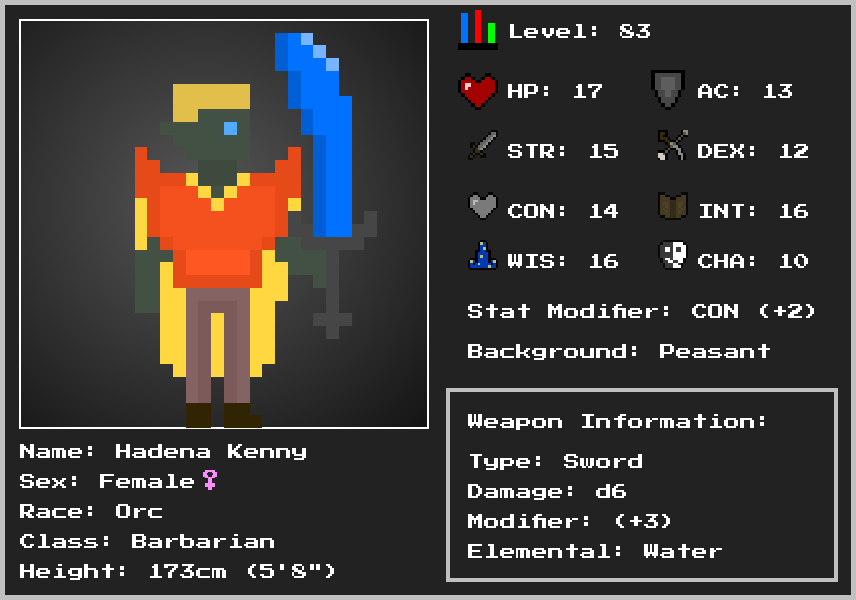 Level: 83
HP: 17
AC: 13
STR: 15
DEX: 12
CON: 14
INT: 16
WIS: 16
CHA: 10
Stat Modifier: CON (+2)
Background: Peasant
Weapon Information:
Type: Sword
Damage: d6
Modifier: (+3)
Elemental: Water
Name: Hadena Kenny
Sex: Female♀
Race: Orc
Class: Barbarian
Height: 173cm (5'8")